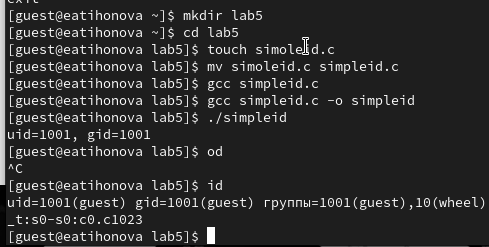 [guest@eatihonova ~]$ mkdir lab5
[guest@eatihonova ~]$ cd lab5
[guest@eatihonova lab5]$ touch simoleid.c
[guest@eatihonova lab5]$ mv simoleid.c simpleid.c
[guest@eatihonova lab5]$ gcc simpleid.c
[guest@eatihonova lab5]$ gcc simpleid.c -o simpleid
[guest@eatihonova lab5]$ ./simpleid
uid=1001, gid=1001
[guest@eatihonova lab5]$ od
^C
[guest@eatihonova lab5]$ id
uid=1001(guest) gid=1001(guest) группы=1001(guest),10(wheel)
_t:s0-s0:c0.c1023
[guest@eatihonova lab5]$